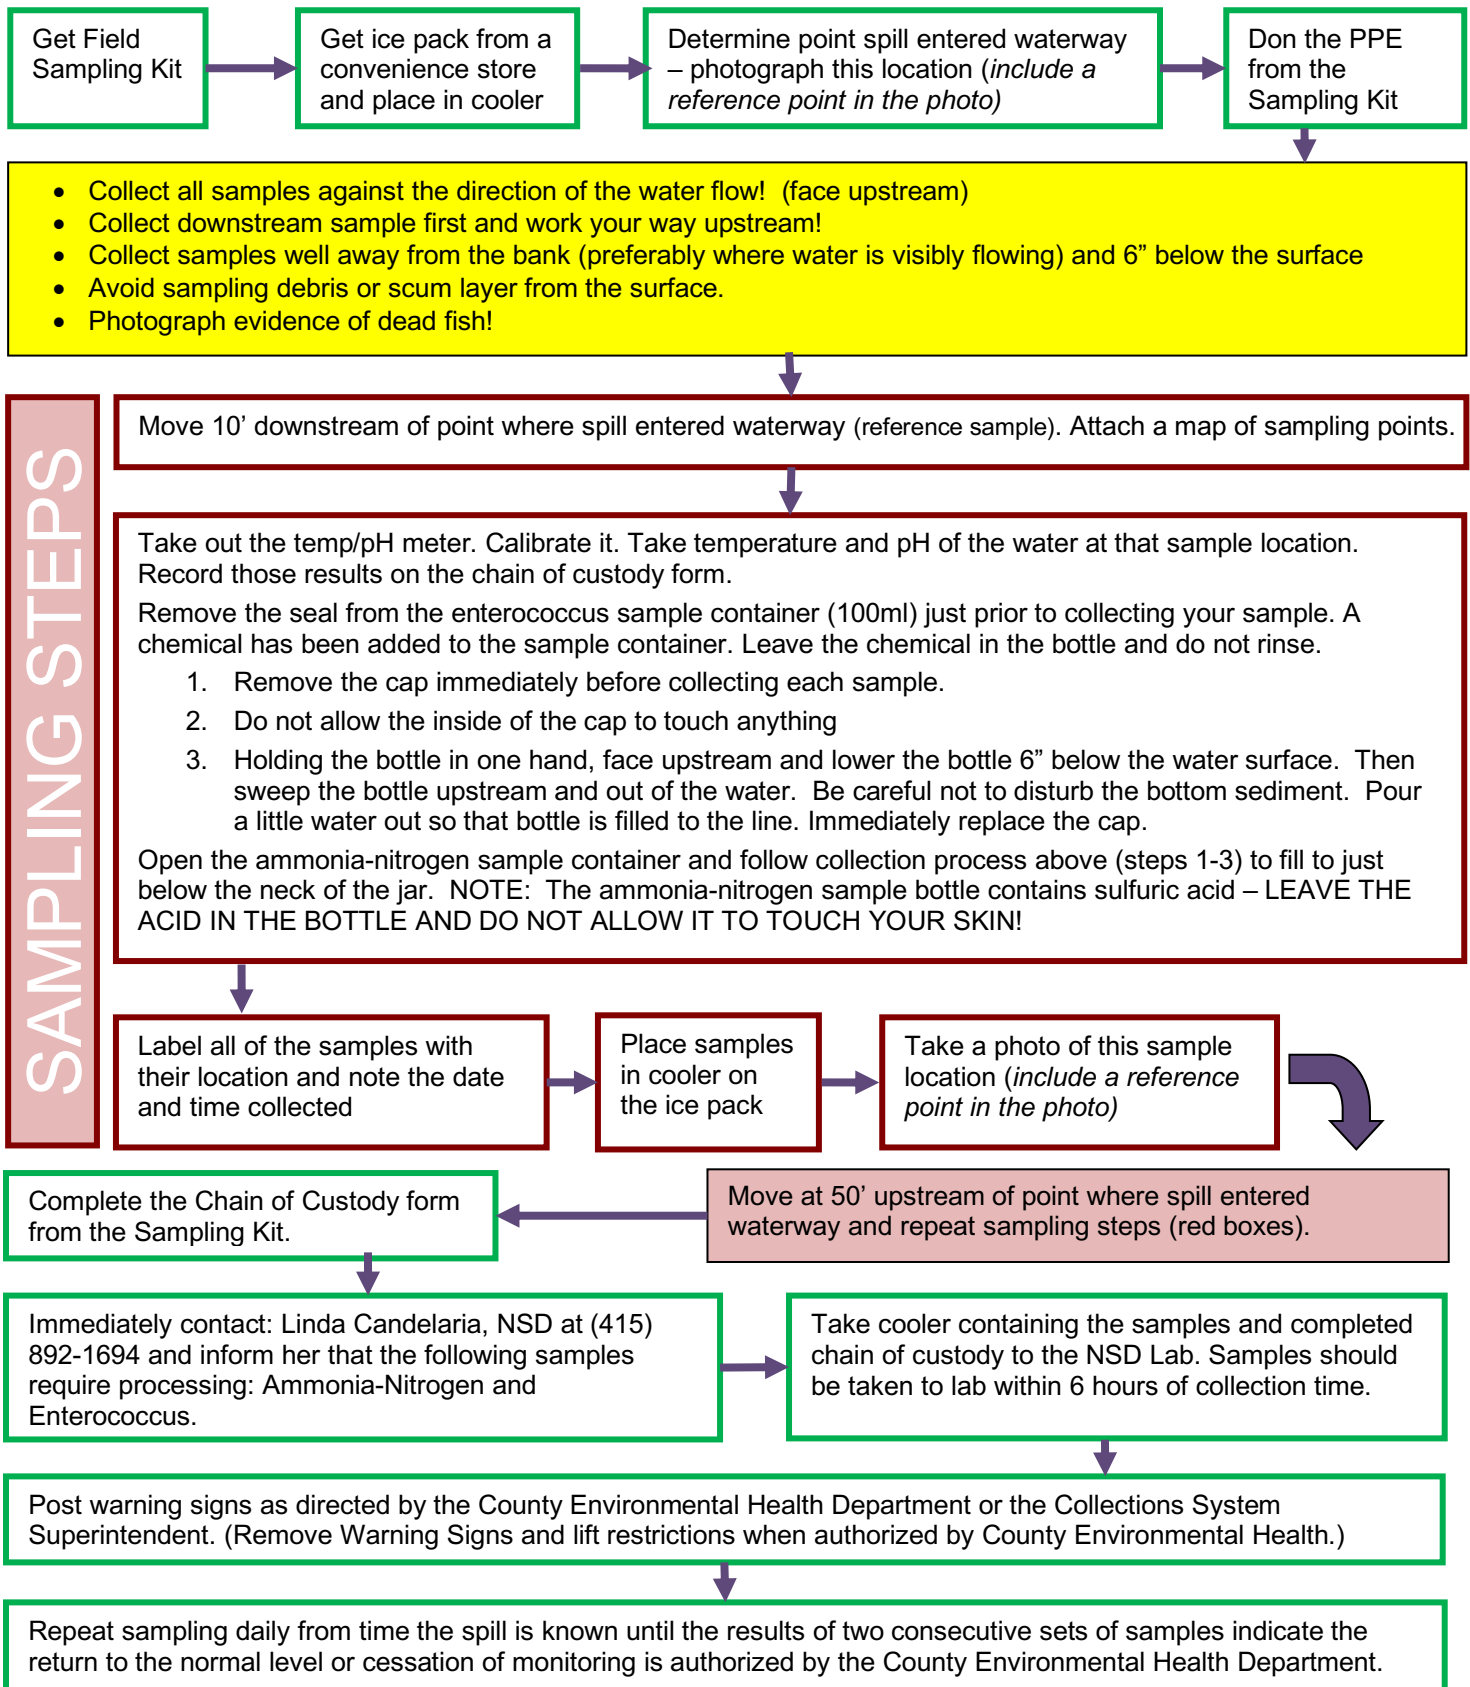 Get Field
Sampling Kit
Get ice pack from a
convenience store
and place in cooler
Determine point spill entered waterway
– photograph this location (include a
reference point in the photo)
Don the PPE
from the
Sampling Kit
• Collect all samples against the direction of the water flow! (face upstream)
• Collect downstream sample first and work your way upstream!
• Collect samples well away from the bank (preferably where water is visibly flowing) and 6” below the surface
• Avoid sampling debris or scum layer from the surface.
• Photograph evidence of dead fish!
SAMPLING STEPS
Move 10’ downstream of point where spill entered waterway (reference sample). Attach a map of sampling points.
Take out the temp/pH meter. Calibrate it. Take temperature and pH of the water at that sample location.
Record those results on the chain of custody form.
Remove the seal from the enterococcus sample container (100ml) just prior to collecting your sample. A
chemical has been added to the sample container. Leave the chemical in the bottle and do not rinse.
1. Remove the cap immediately before collecting each sample.
2. Do not allow the inside of the cap to touch anything
3. Holding the bottle in one hand, face upstream and lower the bottle 6” below the water surface. Then
sweep the bottle upstream and out of the water. Be careful not to disturb the bottom sediment. Pour
a little water out so that bottle is filled to the line. Immediately replace the cap.
Open the ammonia-nitrogen sample container and follow collection process above (steps 1-3) to fill to just
below the neck of the jar. NOTE: The ammonia-nitrogen sample bottle contains sulfuric acid – LEAVE THE
ACID IN THE BOTTLE AND DO NOT ALLOW IT TO TOUCH YOUR SKIN!
Label all of the samples with
their location and note the date
and time collected
Place samples
in cooler on
the ice pack
Take a photo of this sample
location (include a reference
point in the photo)
Move at 50’ upstream of point where spill entered
waterway and repeat sampling steps (red boxes).
Complete the Chain of Custody form
from the Sampling Kit.
Immediately contact: Linda Candelaria, NSD at (415)
892-1694 and inform her that the following samples
require processing: Ammonia-Nitrogen and
Enterococcus.
Take cooler containing the samples and completed
chain of custody to the NSD Lab. Samples should
be taken to lab within 6 hours of collection time.
Post warning signs as directed by the County Environmental Health Department or the Collections System
Superintendent. (Remove Warning Signs and lift restrictions when authorized by County Environmental Health.)
Repeat sampling daily from time the spill is known until the results of two consecutive sets of samples indicate the
return to the normal level or cessation of monitoring is authorized by the County Environmental Health Department.